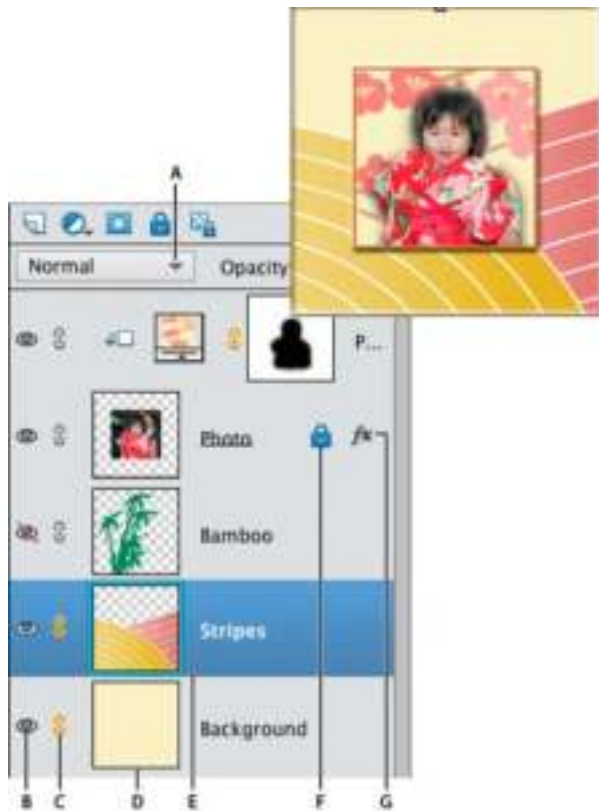 A
Normal Opacity
P...
Photo fx
Bamboo
Stripes
Background
B C D E F G